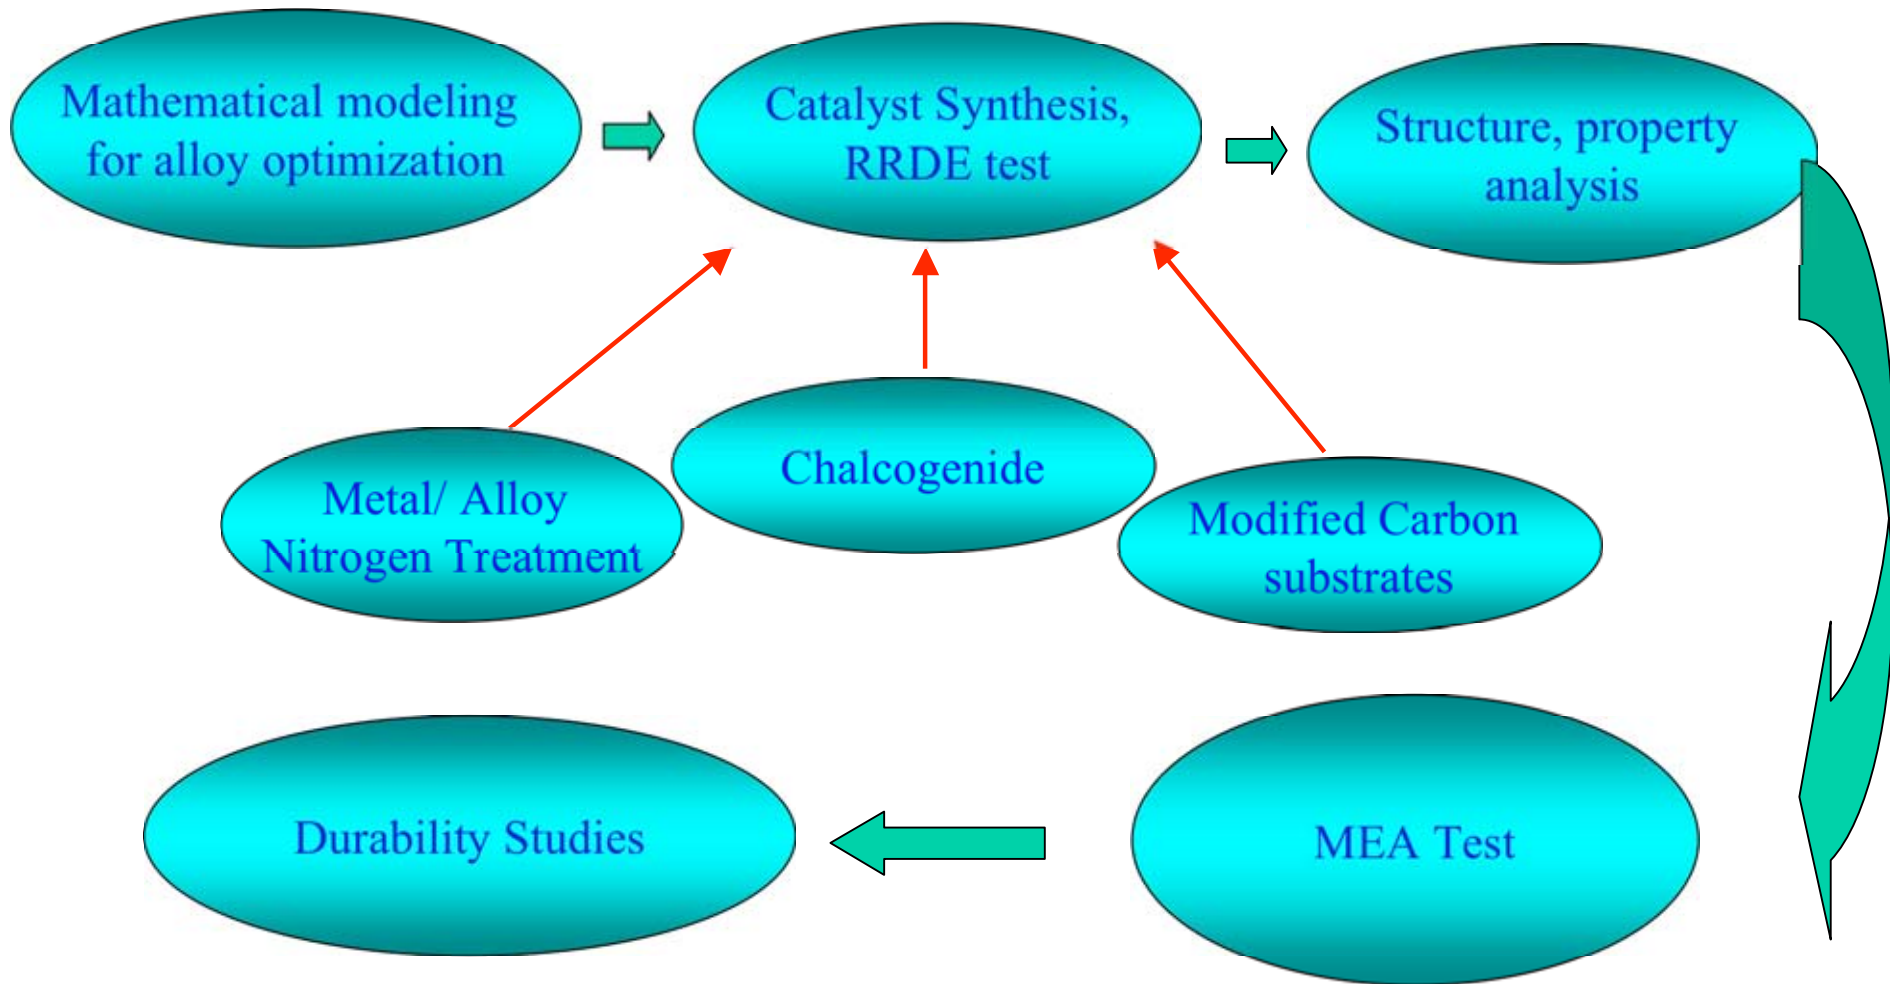 Mathematical modeling
for alloy optimization
Catalyst Synthesis,
RRDE test
Structure, property
analysis
Metal/ Alloy
Nitrogen Treatment
Chalcogenide
Modified Carbon
substrates
Durability Studies
MEA Test